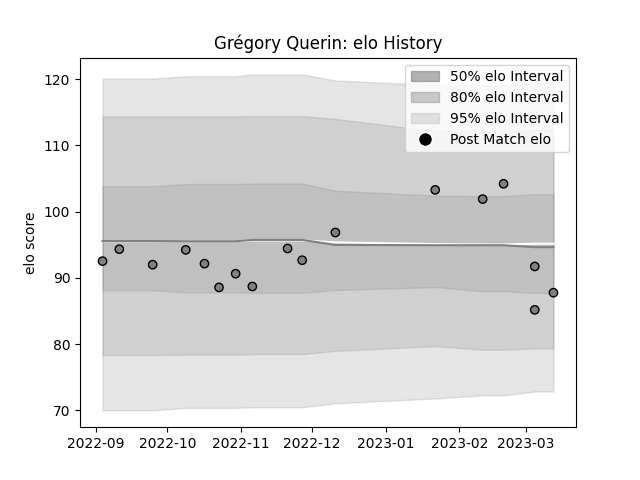 Grégory Querin: elo History
50% elo Interval
80% elo Interval
95% elo Interval
Post Match elo
elo score
120
110
100
90
80
70
2022-09 2022-10 2022-11 2022-12 2023-01 2023-02 2023-03